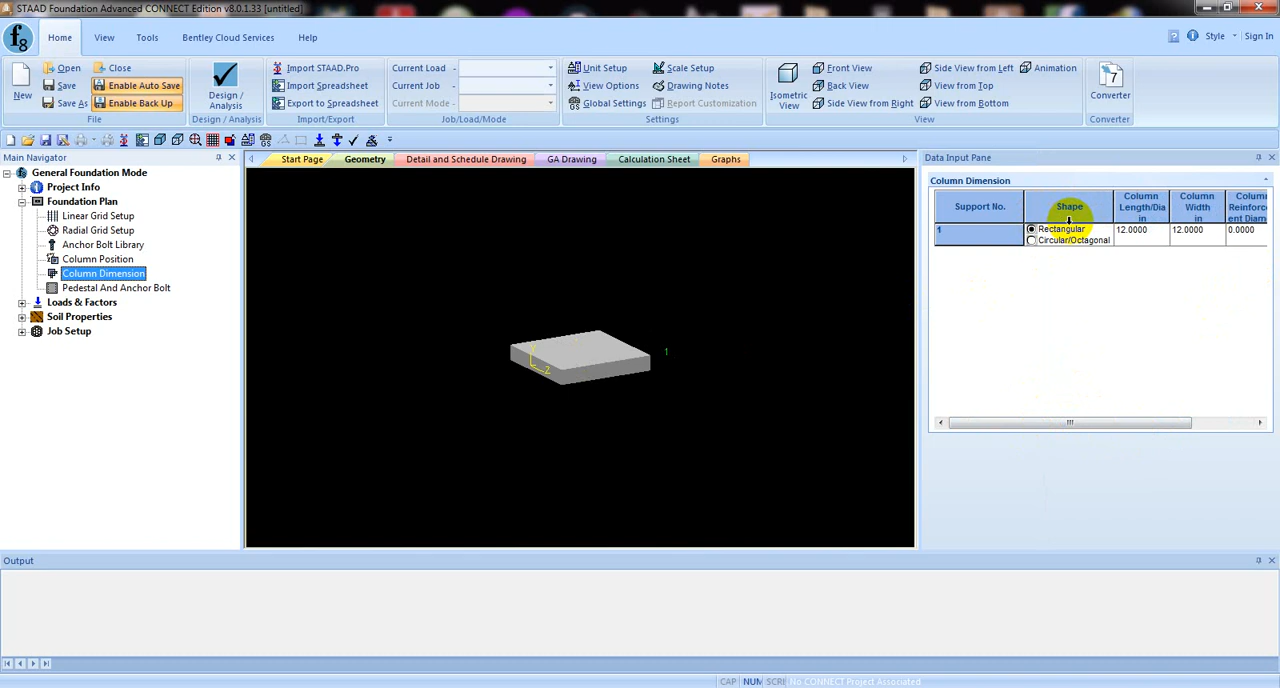 STAAD Foundation Advanced CONNECT Edition v8.0.1.33 [untitled]
f8
Home View Tools Bentley Cloud Services Help
Style Sign In
New
Open
Save
Save As
Close
Enable Auto Save
Enable Back Up
File
Design / Analysis
Design / Analysis
Import STAAD.Pro
Import Spreadsheet
Export to Spreadsheet
Import/Export
Current Load
Current Job
Current Mode
Job/Load/Mode
Unit Setup
View Options
Global Settings
Scale Setup
Drawing Notes
Report Customization
Settings
Isometric View
Front View
Back View
Side View from Right
Side View from Left
View from Top
View from Bottom
Animation
View
7
Converter
Converter
Main Navigator
General Foundation Mode
Project Info
Foundation Plan
Linear Grid Setup
Radial Grid Setup
Anchor Bolt Library
Column Position
Column Dimension
Pedestal And Anchor Bolt
Loads & Factors
Soil Properties
Job Setup
Start Page Geometry Detail and Schedule Drawing GA Drawing Calculation Sheet Graphs
Z
1
Data Input Pane
Column Dimension
Support No. Shape Column Length/Dia in Column Width in Column Reinforc ent Diam
1 Rectangular 12.0000 12.0000 0.0000
Circular/Octagonal
Output
CAP NUM SCRI No CONNECT Project Associated